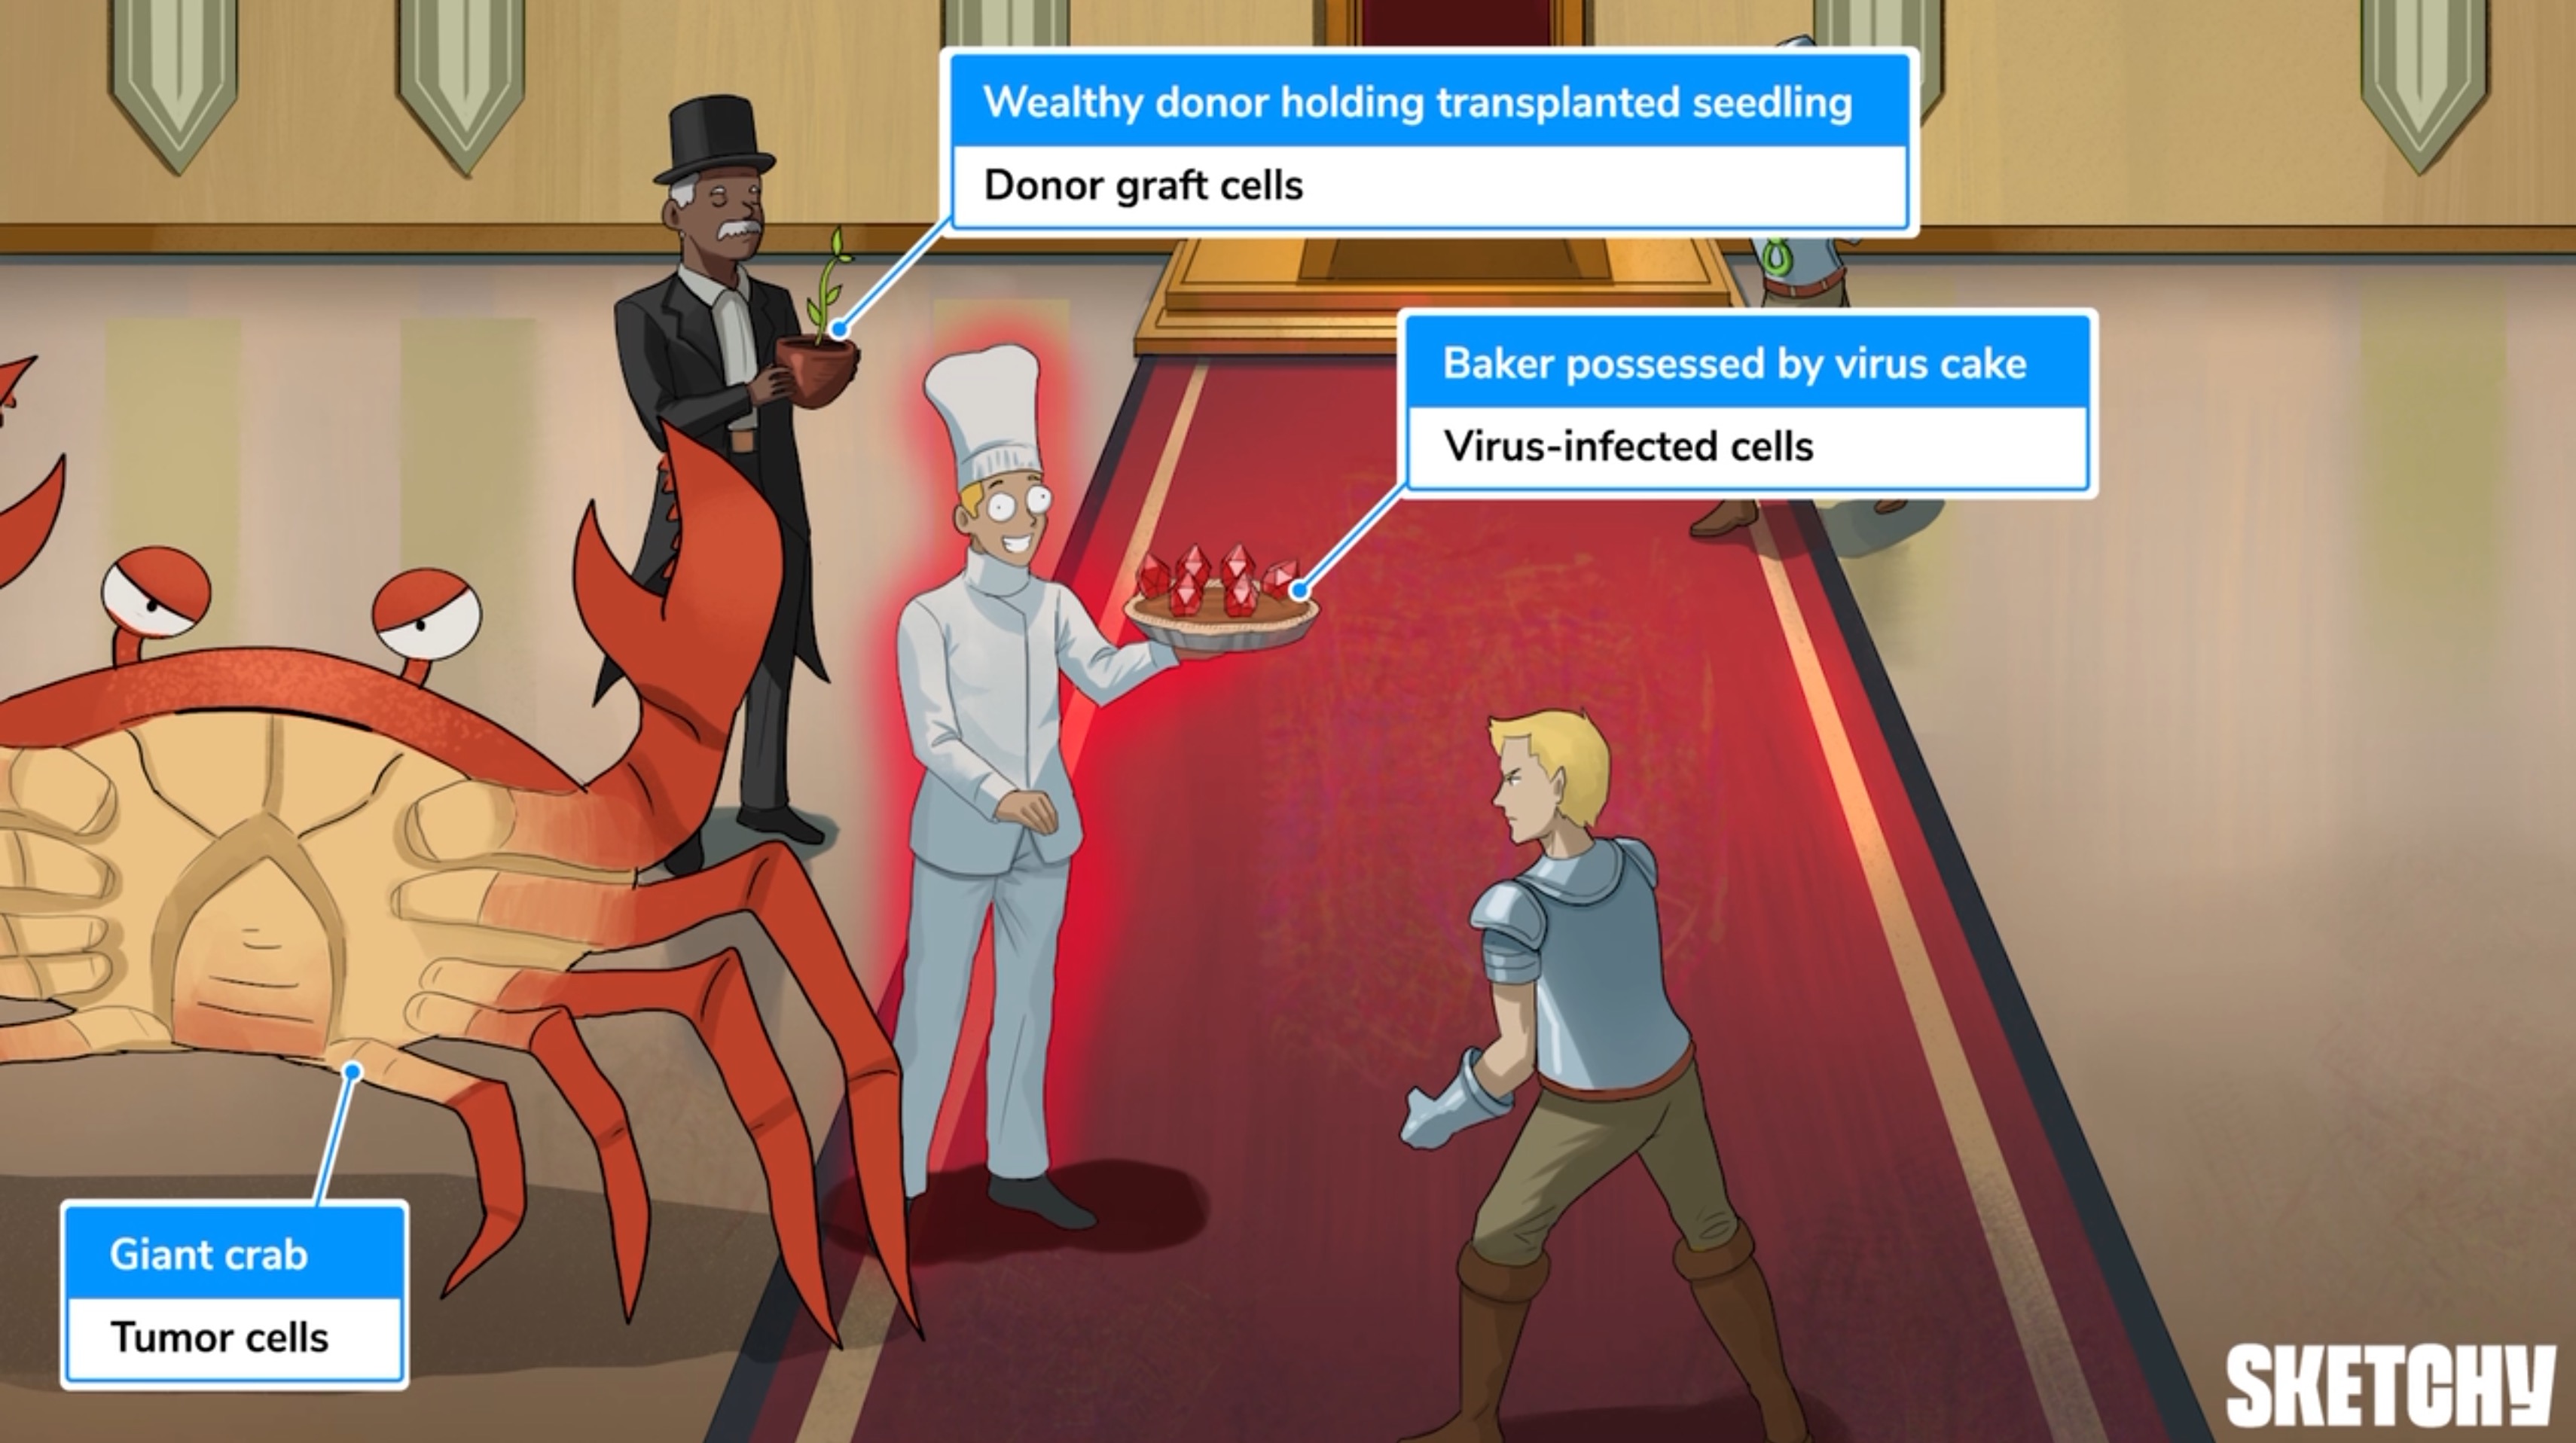 Wealthy donor holding transplanted seedling
Donor graft cells
Baker possessed by virus cake
Virus-infected cells
Giant crab
Tumor cells
SKETCHY